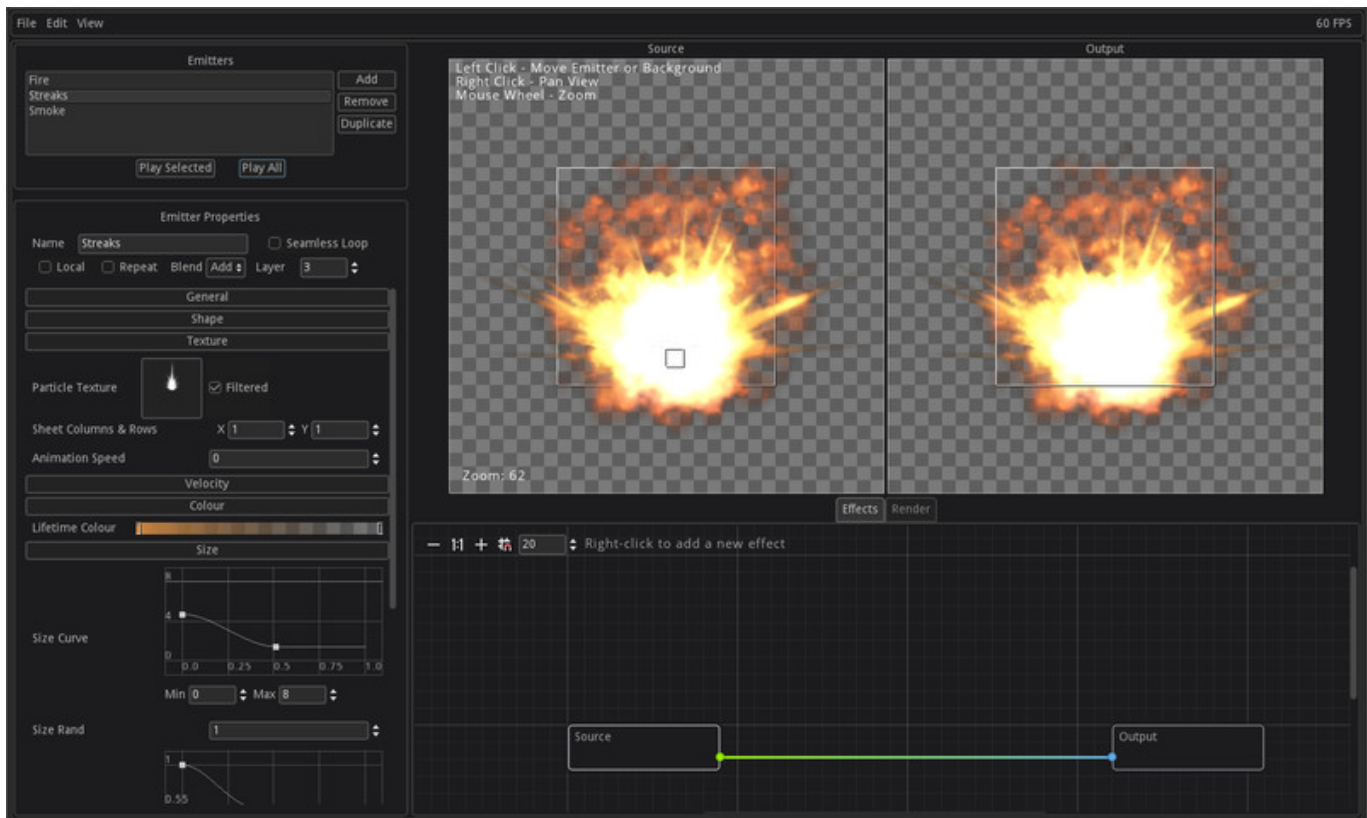 File Edit View
60 FPS
Emitters
Fire
Streaks
Smoke
Add
Remove
Duplicate
Play Selected Play All
Emitter Properties
Name Streaks Seamless Loop
Local Repeat Blend Add Layer 3
General
Shape
Texture
Particle Texture Filtered
Sheet Columns & Rows X 1 Y 1
Animation Speed 0
Velocity
Colour
Lifetime Colour
Size
8
4
Size Curve
0
0.0 0.25 0.5 0.75 1.0
Min 0 Max 8
Size Rand 1
1
0.55
Source
Left Click - Move Emitter or Background
Right Click - Pan View
Mouse Wheel - Zoom
Zoom: 62
Output
Effects Render
1:1 20 Right-click to add a new effect
Source
Output